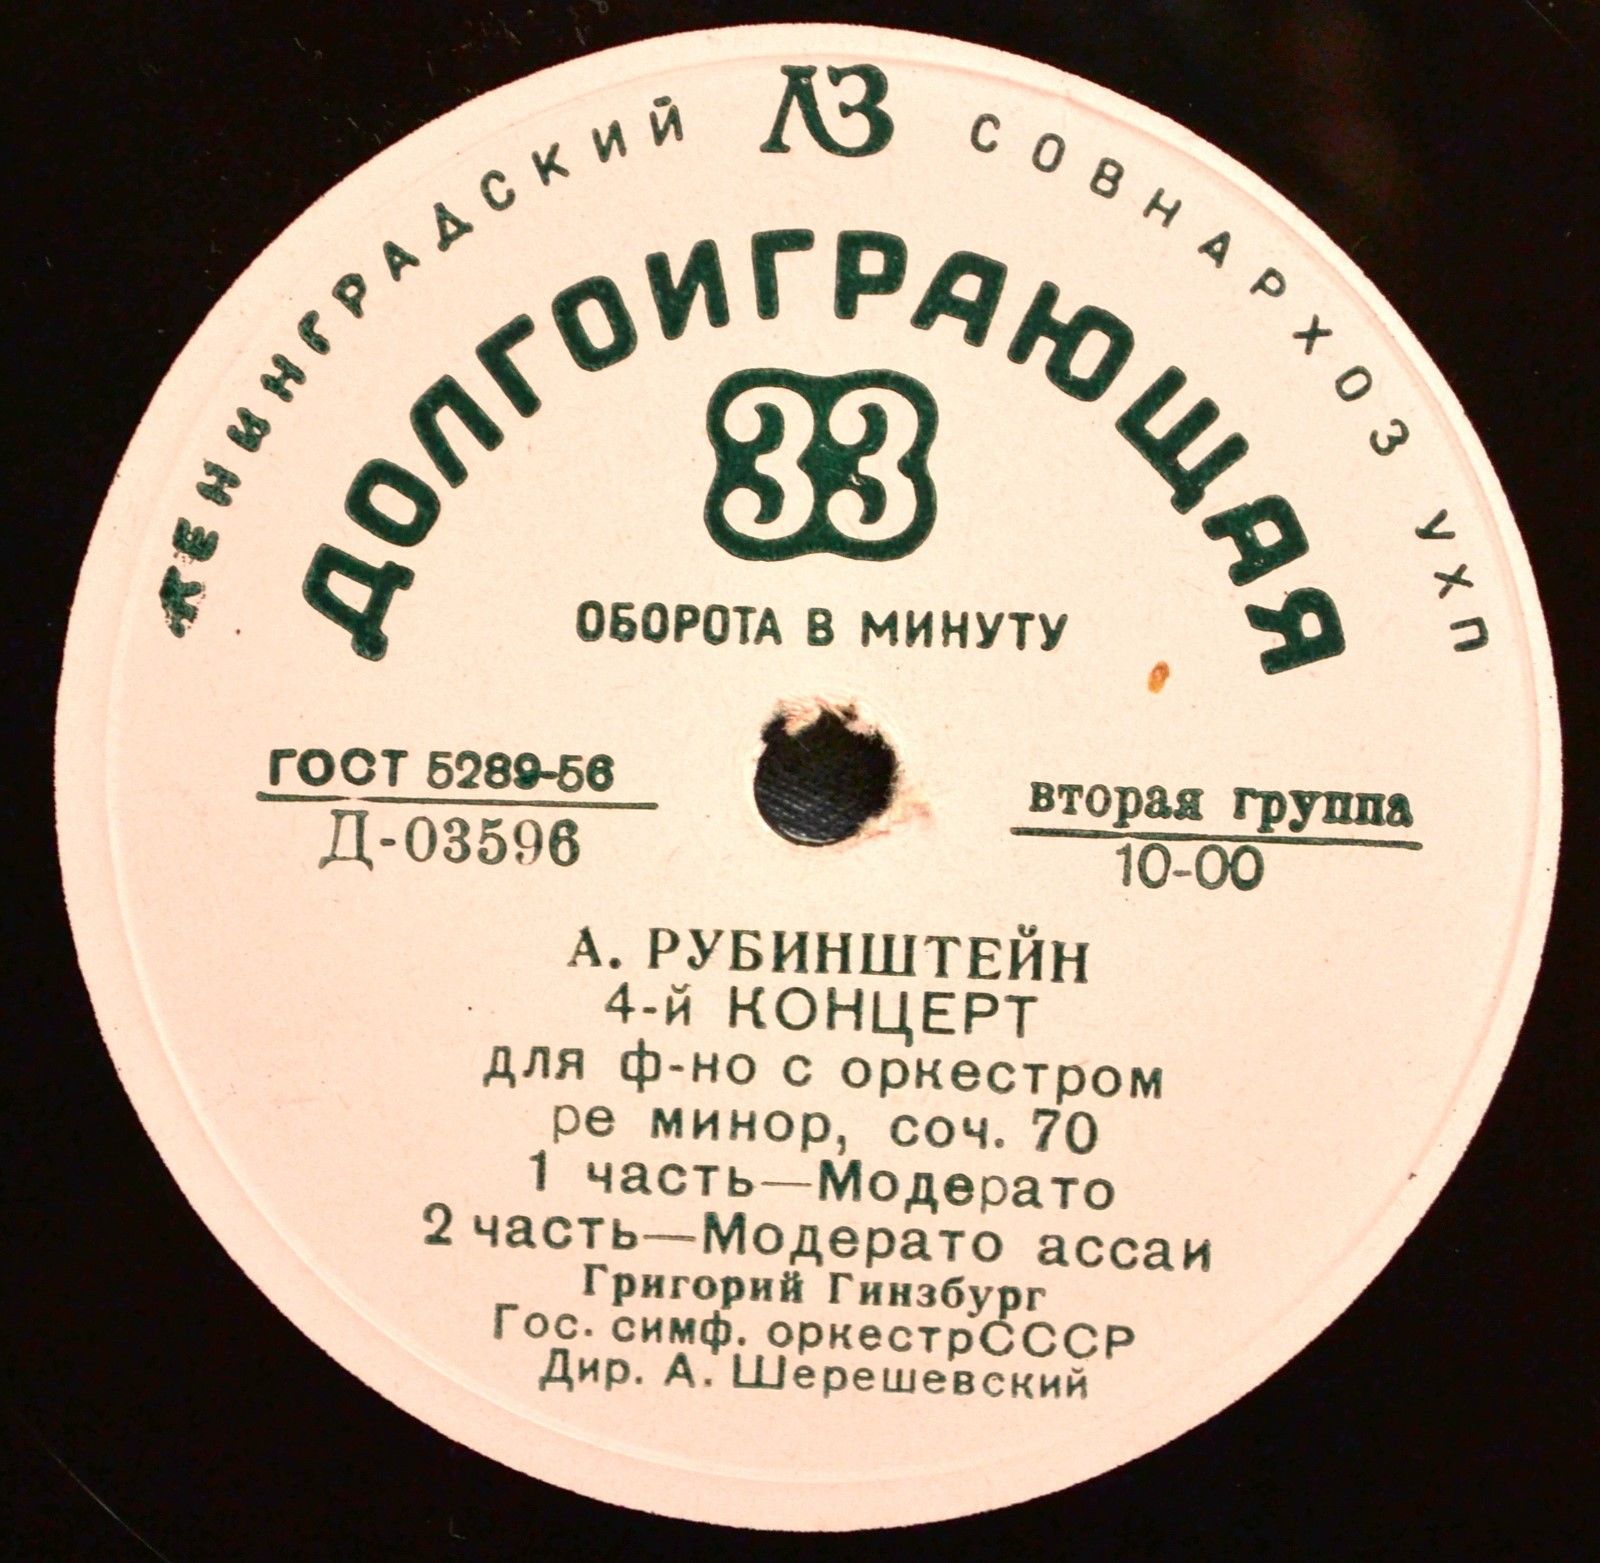 ЛЕНИНГРАДСКИЙ ЛЗ СОВНАРХОЗ УХП
ДОЛГОИГРАЮЩАЯ
33
ОБОРОТА В МИНУТУ
ГОСТ 5289-56
Д-03596
вторая группа
10-00
А. РУБИНШТЕЙН
4-й КОНЦЕРТ
для ф-но с оркестром
ре минор, соч. 70
1 часть—Модерато
2 часть—Модерато ассаи
Григорий Гинзбург
Гос. симф. оркестрСССР
Дир. А. Шерешевский